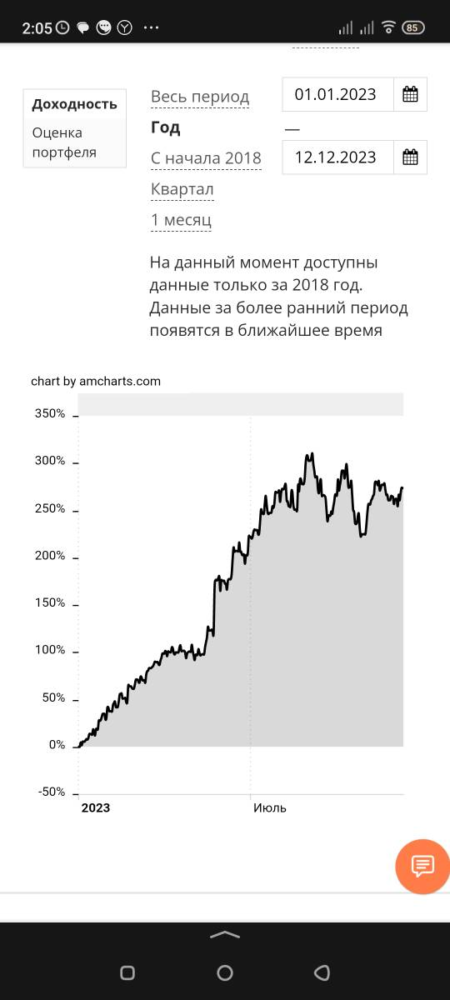 2:05
85
Доходность
Оценка
портфеля
Весь период
Год
С начала 2018
Квартал
1 месяц
01.01.2023
—
12.12.2023
На данный момент доступны
данные только за 2018 год.
Данные за более ранний период
появятся в ближайшее время
chart by amcharts.com
350%
300%
250%
200%
150%
100%
50%
0%
-50%
2023
Июль